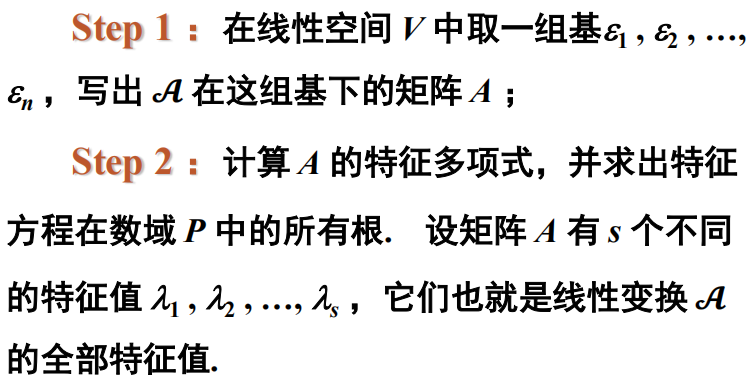 Step 1：在线性空间 V 中取一组基ε₁ , ε₂ , …,
εₙ ，写出 𝒜 在这组基下的矩阵 A ；
Step 2：计算 A 的特征多项式，并求出特征
方程在数域 P 中的所有根. 设矩阵 A 有 s 个不同
的特征值 λ₁ , λ₂ , …, λₛ ，它们也就是线性变换 𝒜
的全部特征值.